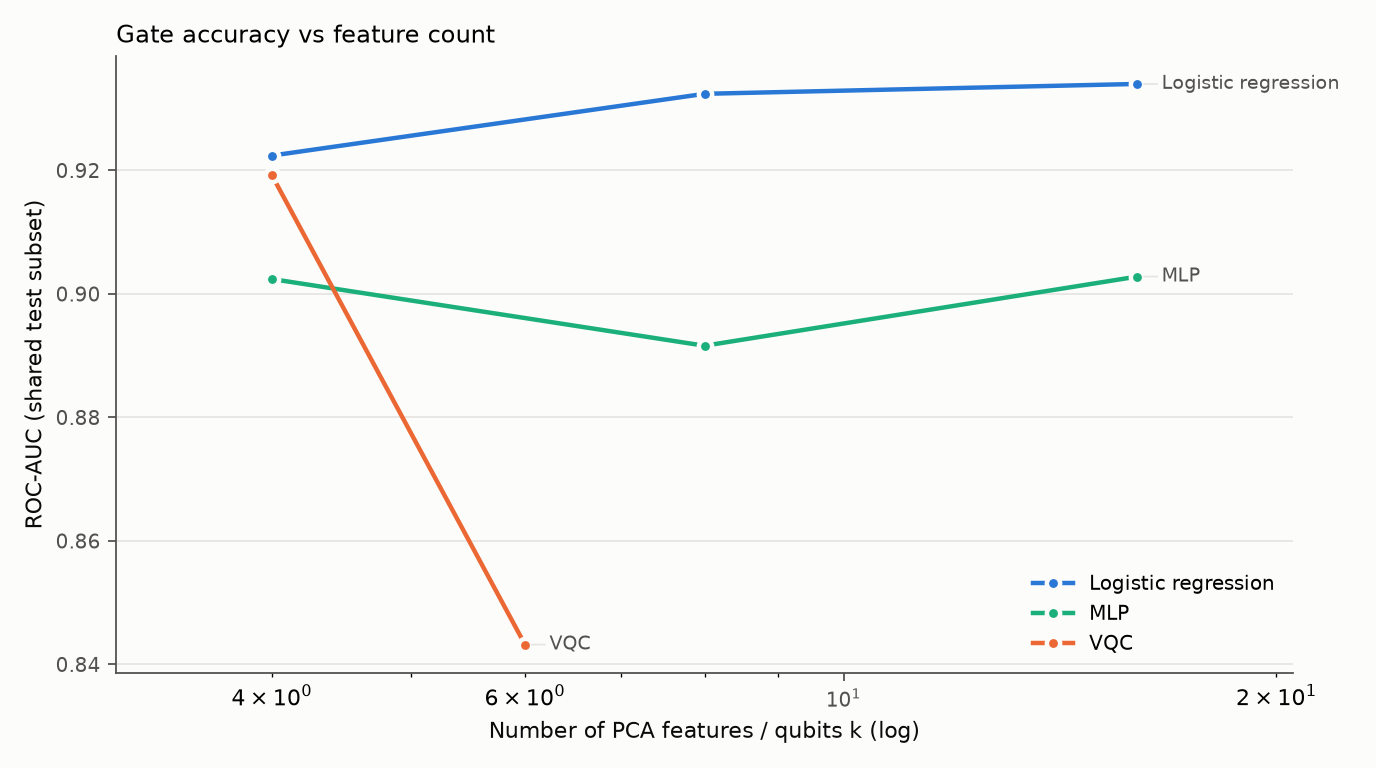 Gate accuracy vs feature count
ROC-AUC (shared test subset)
0.92
0.90
0.88
0.86
0.84
Logistic regression
MLP
VQC
Logistic regression
MLP
VQC
4 × 10⁰
6 × 10⁰
10¹
2 × 10¹
Number of PCA features / qubits k (log)